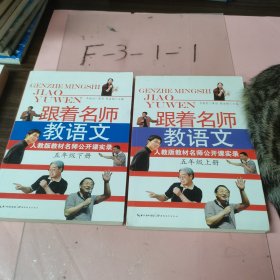 F-3-1-1
GENZHE MINGSHI
JIAO
YUWEN
跟着名师
教语文
人教版教材名师公开课实录
五年级下册
GENZHE MINGSHI
JIAO
YUWEN
跟着名师
教语文
人教版教材名师公开课实录
五年级上册